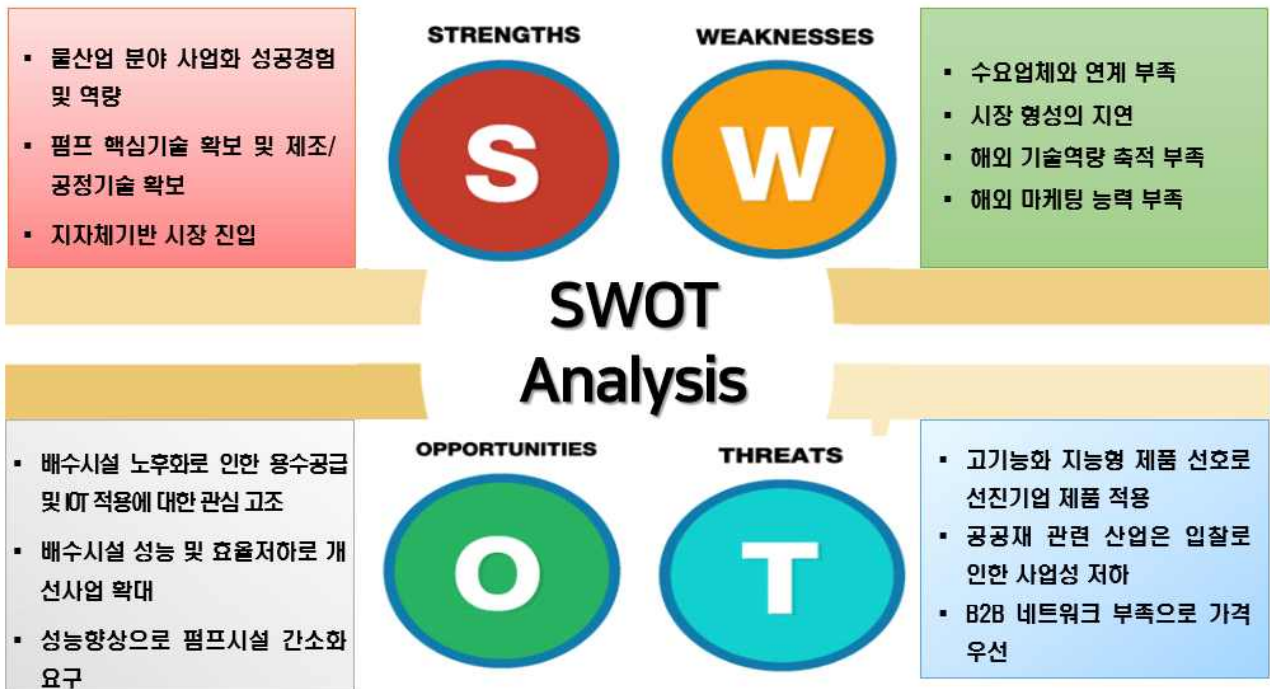 STRENGTHS
WEAKNESSES
▪ 물산업 분야 사업화 성공경험
및 역량
▪ 펌프 핵심기술 확보 및 제조/
공정기술 확보
▪ 지자체기반 시장 진입
S
W
▪ 수요업체와 연계 부족
▪ 시장 형성의 지연
▪ 해외 기술역량 축적 부족
▪ 해외 마케팅 능력 부족
SWOT
Analysis
OPPORTUNITIES
THREATS
▪ 배수시설 노후화로 인한 용수공급
및 IOT 적용에 대한 관심 고조
▪ 배수시설 성능 및 효율저하로 개
선사업 확대
▪ 성능향상으로 펌프시설 간소화
요구
O
T
▪ 고기능화 지능형 제품 선호로
선진기업 제품 적용
▪ 공공재 관련 산업은 입찰로
인한 사업성 저하
▪ B2B 네트워크 부족으로 가격
우선